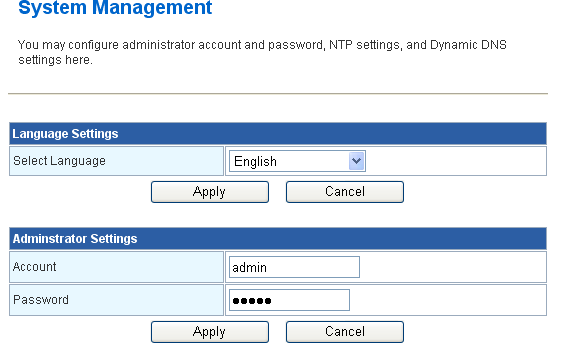 System Management
You may configure administrator account and password, NTP settings, and Dynamic DNS
settings here.
Language Settings
Select Language English
Apply Cancel
Adminstrator Settings
Account admin
Password ●●●●●
Apply Cancel